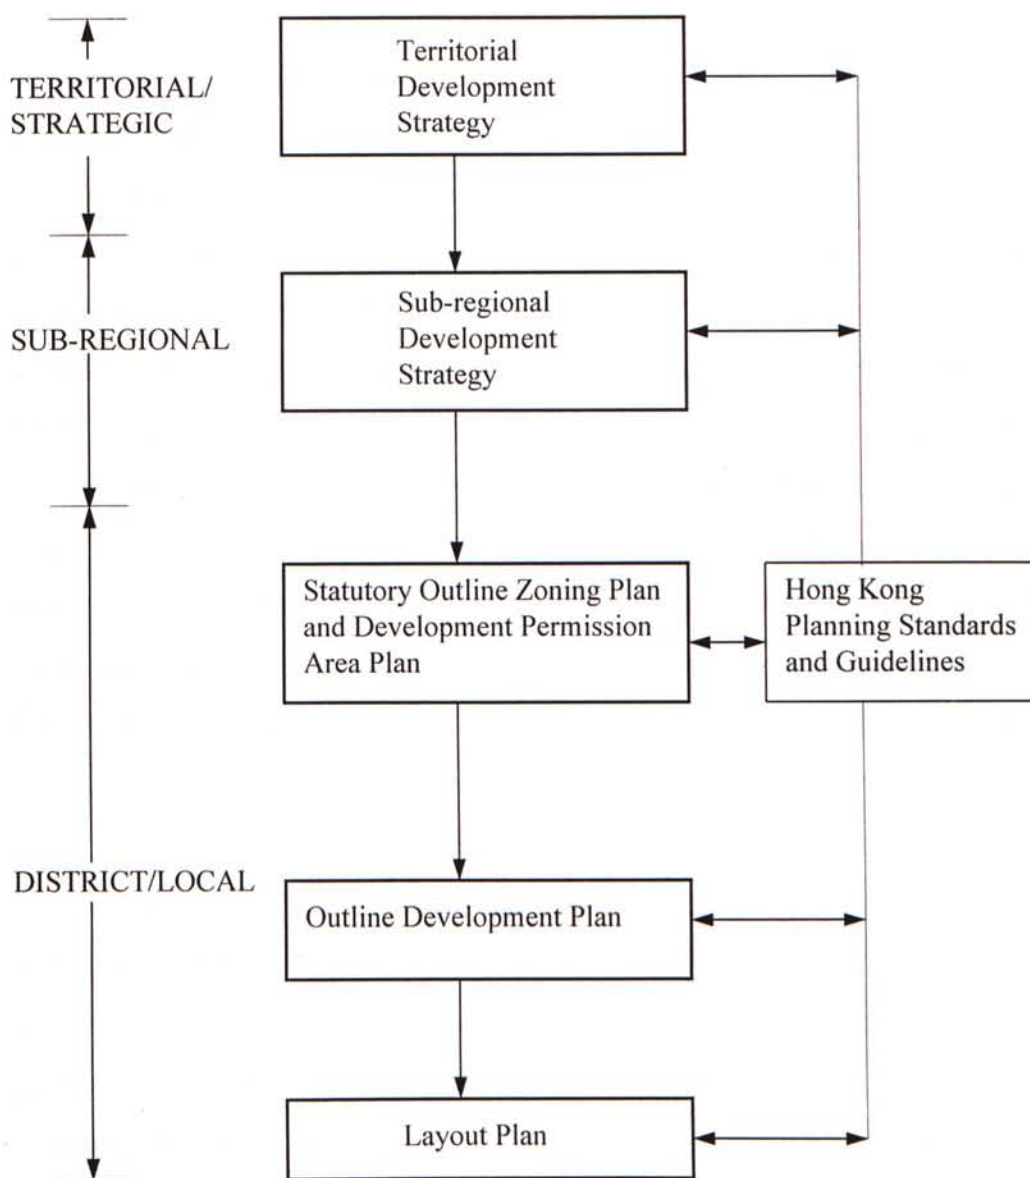 TERRITORIAL/
STRATEGIC
Territorial
Development
Strategy
SUB-REGIONAL
Sub-regional
Development
Strategy
Statutory Outline Zoning Plan
and Development Permission
Area Plan
Hong Kong
Planning Standards
and Guidelines
DISTRICT/LOCAL
Outline Development Plan
Layout Plan